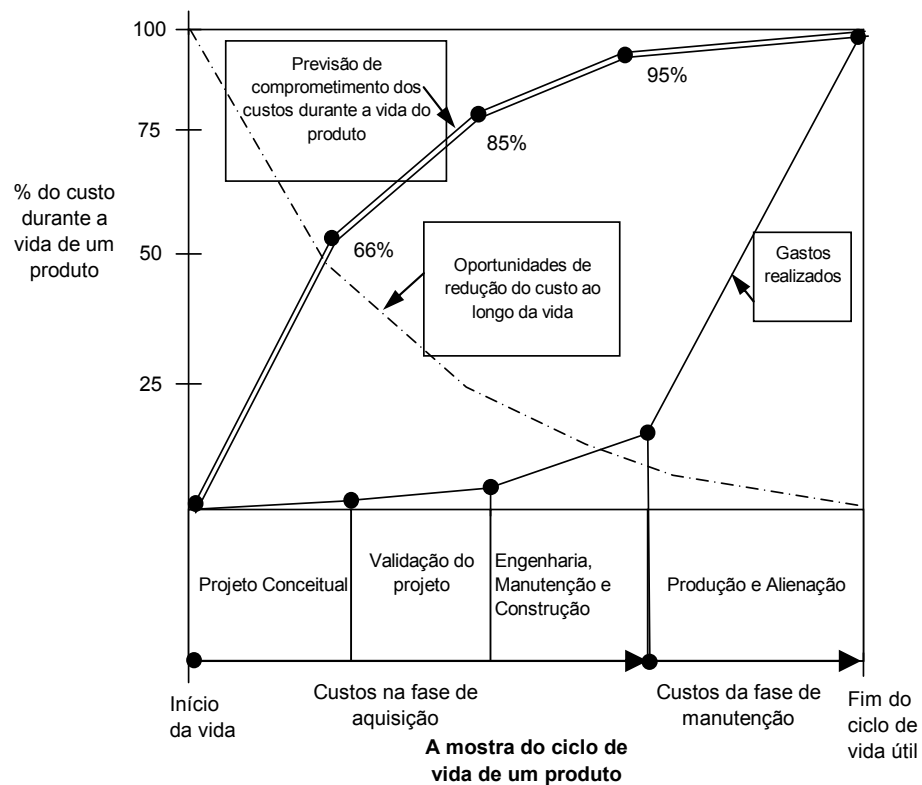 100
75
50
25
% do custo
durante a
vida de um
produto
Previsão de
comprometimento dos
custos durante a vida do
produto
66%
85%
95%
Oportunidades de
redução do custo ao
longo da vida
Gastos
realizados
Projeto Conceitual
Validação do
projeto
Engenharia,
Manutenção e
Construção
Produção e Alienação
Início
da vida
Custos na fase de
aquisição
Custos da fase de
manutenção
Fim do
ciclo de
vida útil
A mostra do ciclo de
vida de um produto